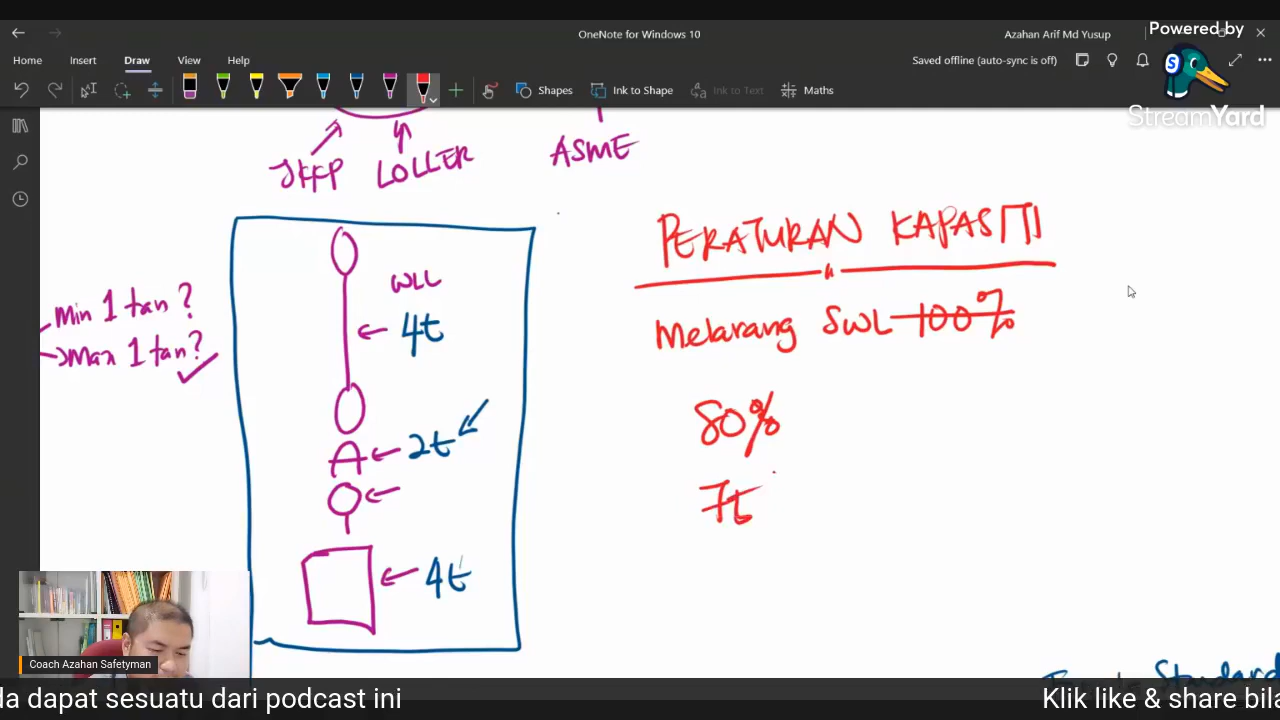 OneNote for Windows 10
Azahan Arif Md Yusup
Powered by
StreamYard
Home Insert Draw View Help
Saved offline (auto-sync is off)
Shapes Ink to Shape Ink to Text Maths
JKKP LOLLER
ASME
PERATURAN KAPASITI
Melarang SWL 100%
80%
7t
Min 1 tan ?
Max 1 tan?
WLL
4t
2t
4t
Standard
Coach Azahan Safetyman
da dapat sesuatu dari podcast ini
Klik like & share bila